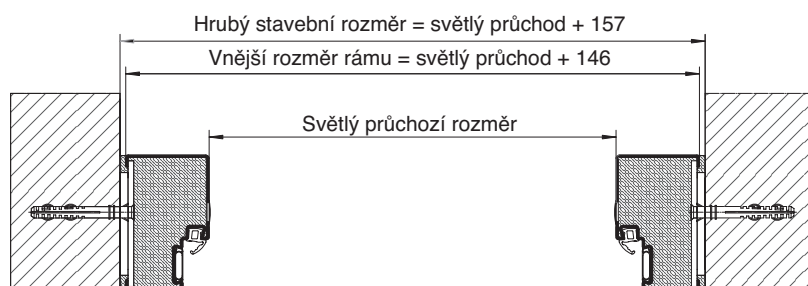 Hrubý stavební rozměr = světlý průchod + 157
Vnější rozměr rámu = světlý průchod + 146
Světlý průchozí rozměr